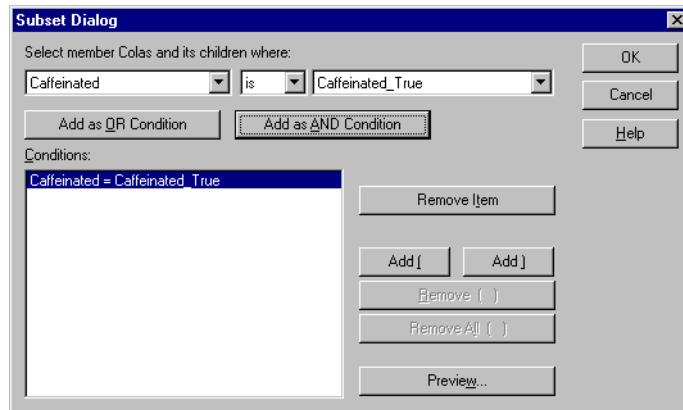 Subset Dialog
Select member Colas and its children where:
Caffeinated is Caffeinated_True
OK
Cancel
Help
Add as OR Condition Add as AND Condition
Conditions:
Caffeinated = Caffeinated_True
Remove Item
Add ( Add )
Remove ( )
Remove All ( )
Preview...